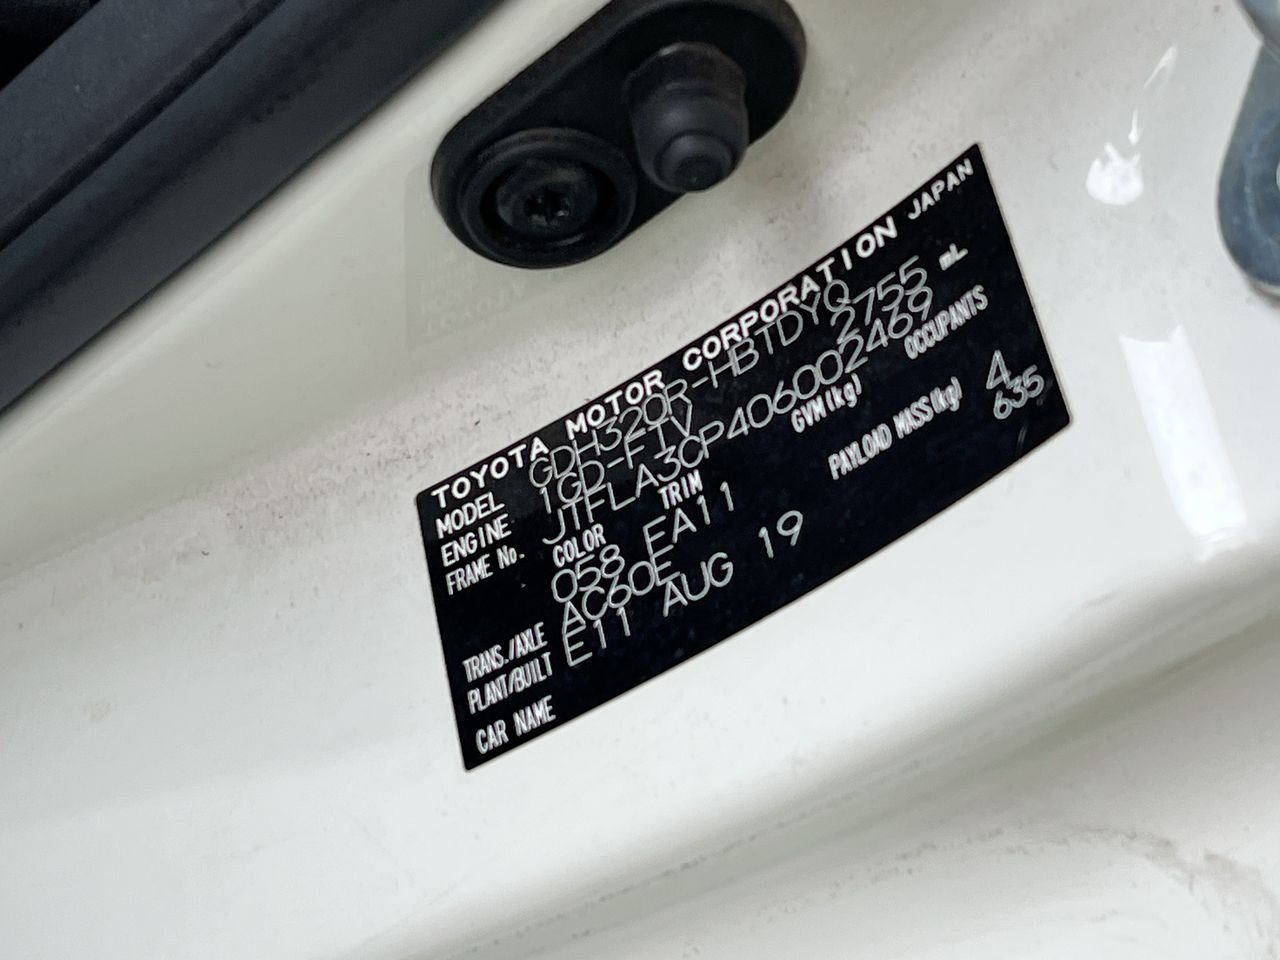 TOYOTA MOTOR CORPORATION JAPAN
MODEL GDH320R-HBTDYQ
ENGINE 1GD-FTV 2755 mL
FRAME No. JTFLA3CP406002469
COLOR TRIM GVM(kg) OCCUPANTS
058 EA11 4
TRANS./AXLE AC60E PAYLOAD MASS(kg) 635
PLANT/BUILT E11 AUG 19
CAR NAME